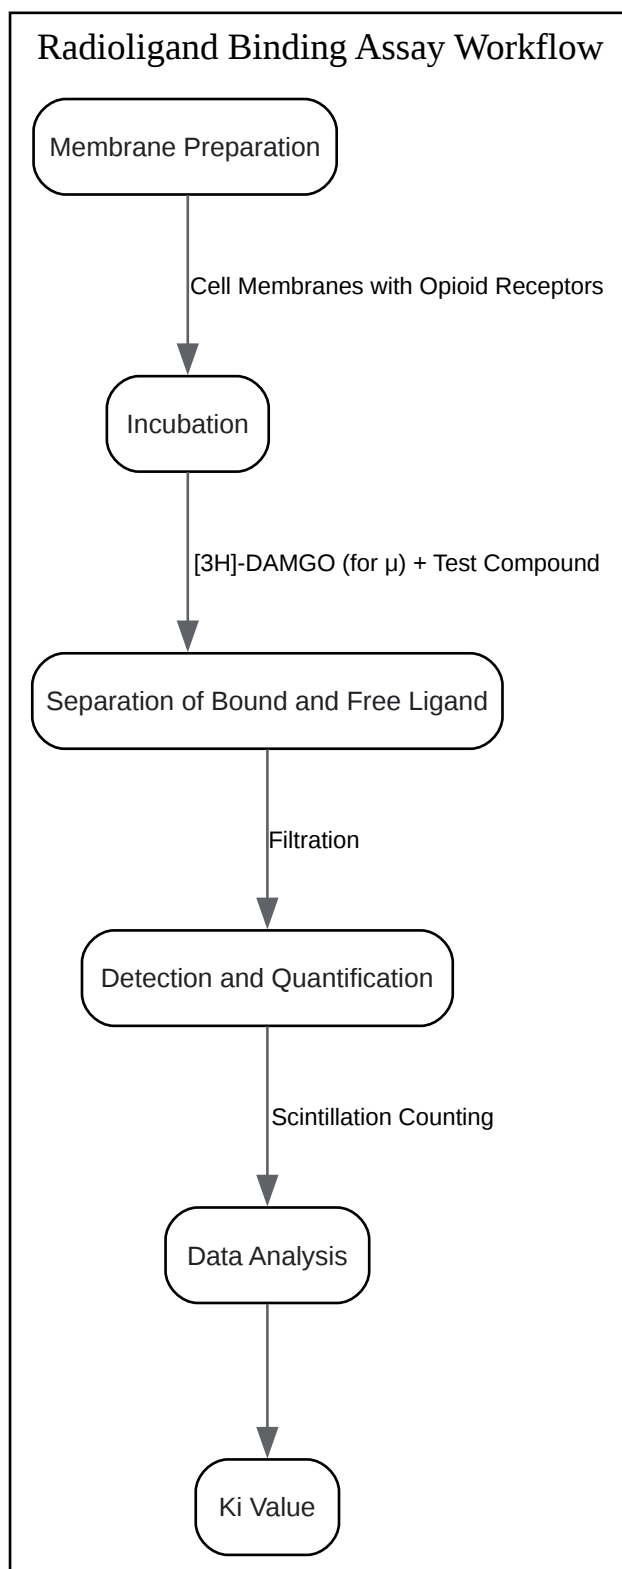 Radioligand Binding Assay Workflow
Membrane Preparation
Cell Membranes with Opioid Receptors
Incubation
[3H]-DAMGO (for μ) + Test Compound
Separation of Bound and Free Ligand
Filtration
Detection and Quantification
Scintillation Counting
Data Analysis
Ki Value